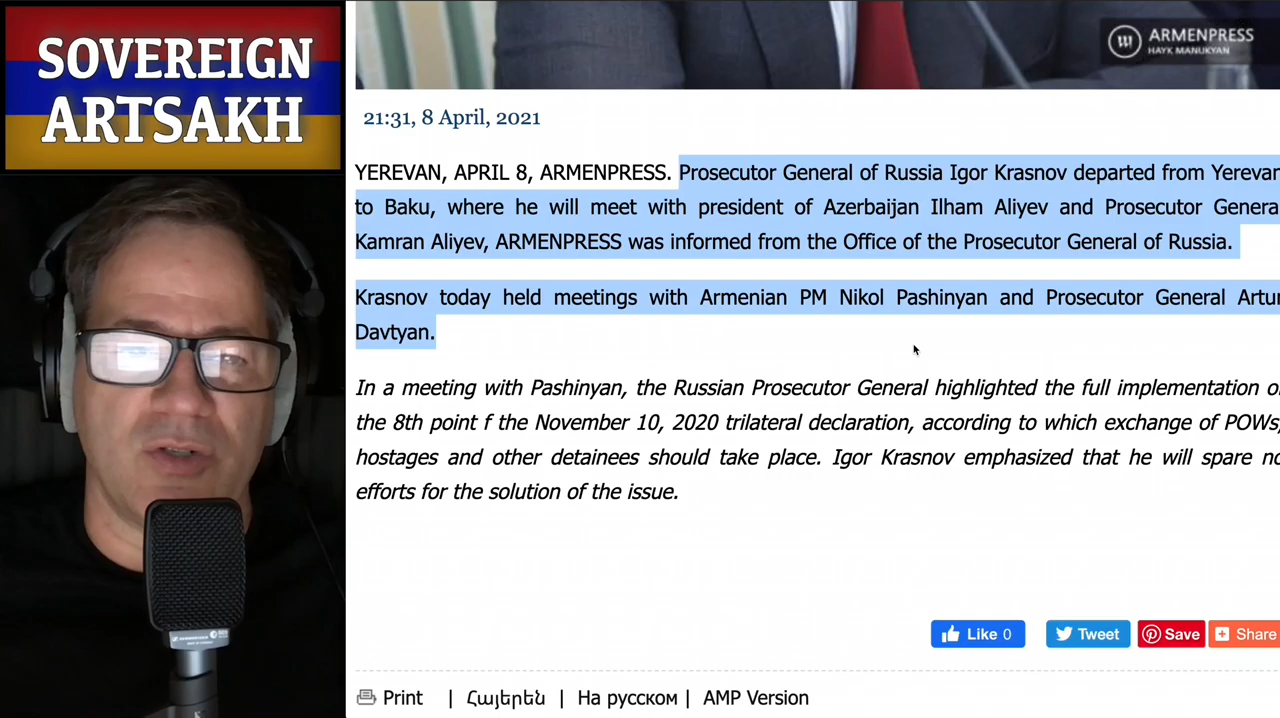 SOVEREIGN
ARTSAKH
ARMENPRESS
HAYK MANUKYAN
21:31, 8 April, 2021
YEREVAN, APRIL 8, ARMENPRESS. Prosecutor General of Russia Igor Krasnov departed from Yerevan
to Baku, where he will meet with president of Azerbaijan Ilham Aliyev and Prosecutor Genera
Kamran Aliyev, ARMENPRESS was informed from the Office of the Prosecutor General of Russia.
Krasnov today held meetings with Armenian PM Nikol Pashinyan and Prosecutor General Artur
Davtyan.
In a meeting with Pashinyan, the Russian Prosecutor General highlighted the full implementation of
the 8th point f the November 10, 2020 trilateral declaration, according to which exchange of POWs,
hostages and other detainees should take place. Igor Krasnov emphasized that he will spare no
efforts for the solution of the issue.
Like 0 Tweet Save Share
Print | Հայերեն | На русском | AMP Version